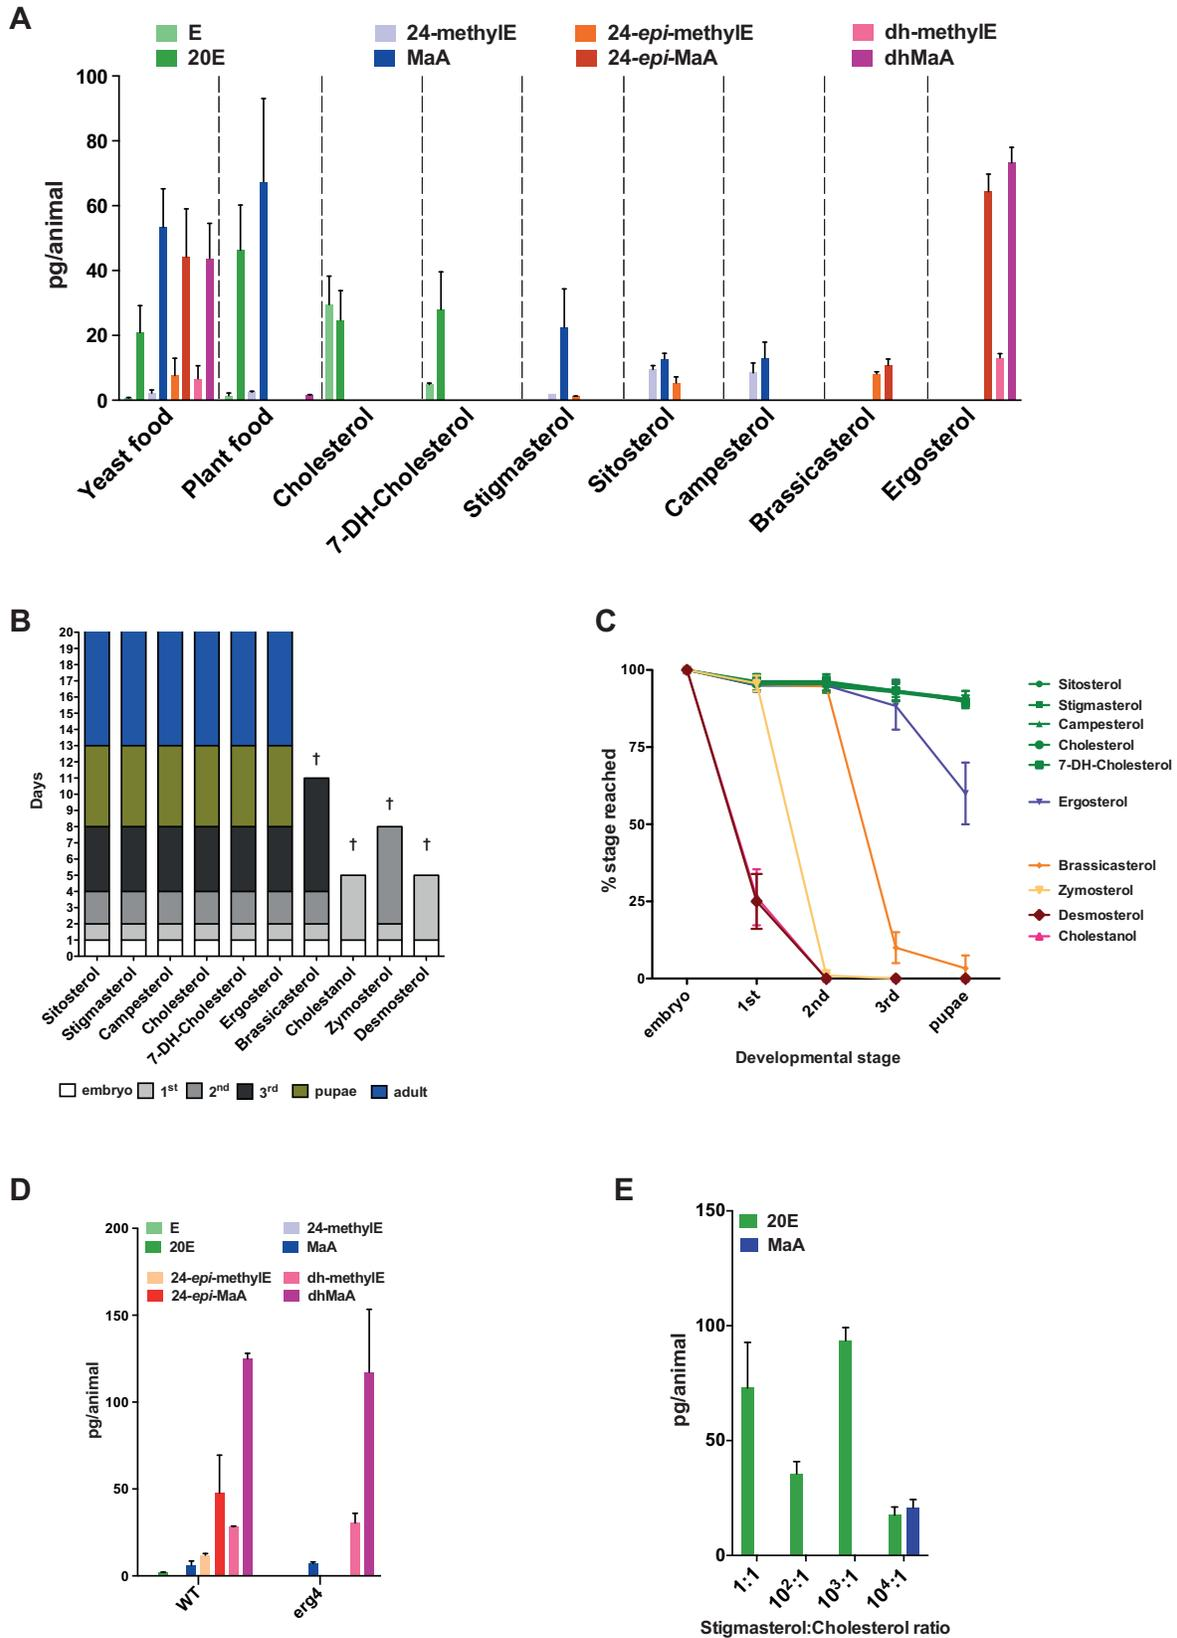 A
E 24-methylE 24-epi-methylE dh-methylE
20E MaA 24-epi-MaA dhMaA
100
80
60
40
20
0
pg/animal
Yeast food
Plant food
Cholesterol
7-DH-Cholesterol
Stigmasterol
Sitosterol
Campesterol
Brassicasterol
Ergosterol
B
20
19
18
17
16
15
14
13
12
11
10
9
8
7
6
5
4
3
2
1
0
Days
†
†
†
†
Sitosterol
Stigmasterol
Campesterol
Cholesterol
7-DH-Cholesterol
Ergosterol
Brassicasterol
Cholestanol
Zymosterol
Desmosterol
embryo 1st 2nd 3rd pupae adult
C
100
75
50
25
0
% stage reached
embryo
1st
2nd
3rd
pupae
Developmental stage
Sitosterol
Stigmasterol
Campesterol
Cholesterol
7-DH-Cholesterol
Ergosterol
Brassicasterol
Zymosterol
Desmosterol
Cholestanol
D
E 24-methylE
20E MaA
24-epi-methylE dh-methylE
24-epi-MaA dhMaA
200
150
100
50
0
pg/animal
WT
erg4
E
20E
MaA
150
100
50
0
pg/animal
1:1
10²:1
10³:1
10⁴:1
Stigmasterol:Cholesterol ratio